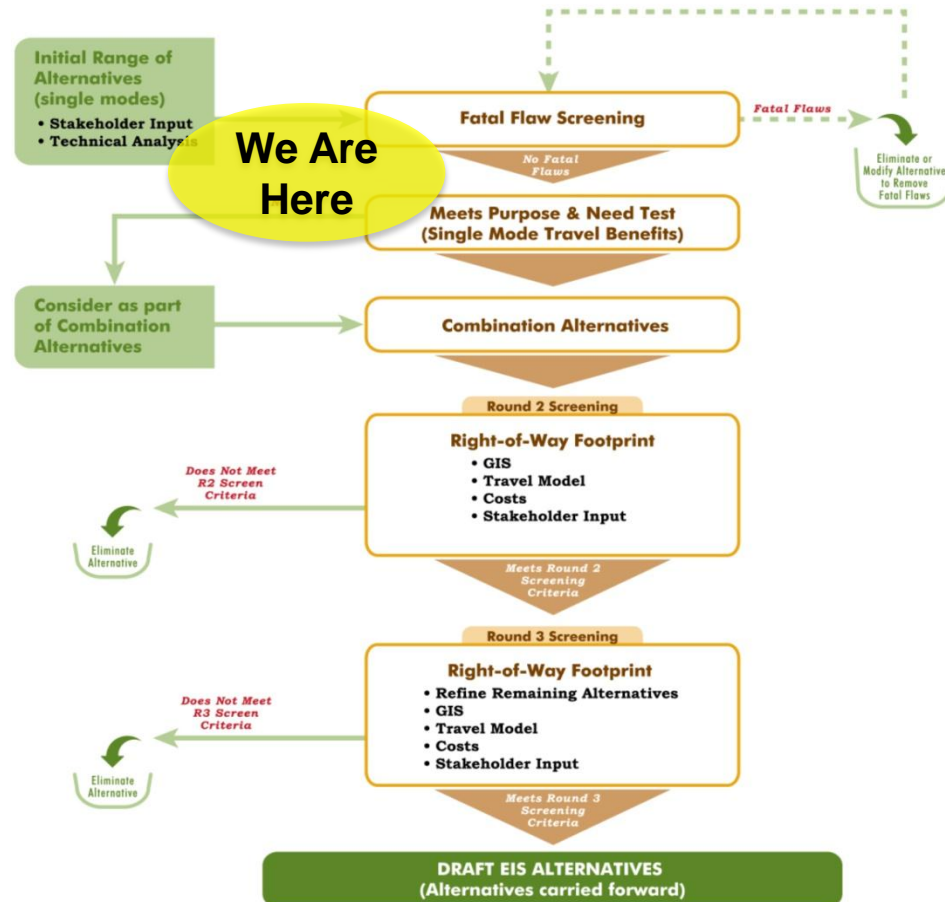 Initial Range of
Alternatives
(single modes)
• Stakeholder Input
• Technical Analysis
We Are
Here
Fatal Flaw Screening
Fatal Flaws
Eliminate or
Modify Alternative
to Remove
Fatal Flaws
No Fatal
Flaws
Meets Purpose & Need Test
(Single Mode Travel Benefits)
Consider as part
of Combination
Alternatives
Combination Alternatives
Round 2 Screening
Right-of-Way Footprint
• GIS
• Travel Model
• Costs
• Stakeholder Input
Does Not Meet
R2 Screen
Criteria
Eliminate
Alternative
Meets Round 2
Screening
Criteria
Round 3 Screening
Right-of-Way Footprint
• Refine Remaining Alternatives
• GIS
• Travel Model
• Costs
• Stakeholder Input
Does Not Meet
R3 Screen
Criteria
Eliminate
Alternative
Meets Round 3
Screening
Criteria
DRAFT EIS ALTERNATIVES
(Alternatives carried forward)